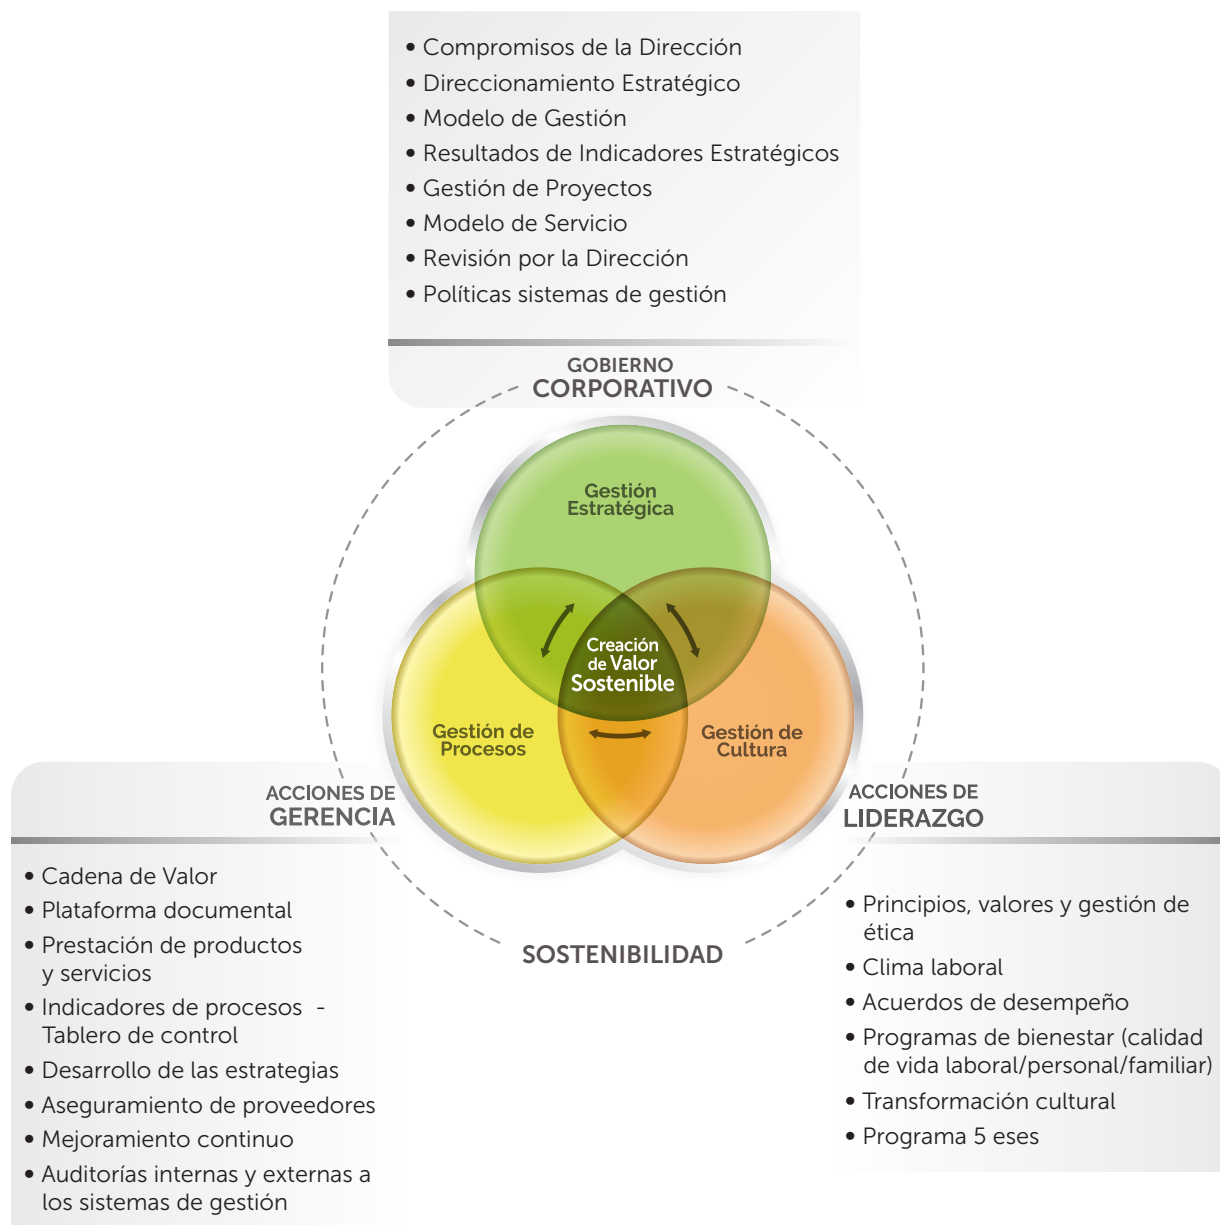 • Compromisos de la Dirección
• Direccionamiento Estratégico
• Modelo de Gestión
• Resultados de Indicadores Estratégicos
• Gestión de Proyectos
• Modelo de Servicio
• Revisión por la Dirección
• Políticas sistemas de gestión
GOBIERNO
CORPORATIVO
Gestión
Estratégica
Creación
de Valor
Sostenible
Gestión de
Procesos
Gestión de
Cultura
ACCIONES DE
GERENCIA
• Cadena de Valor
• Plataforma documental
• Prestación de productos
y servicios
• Indicadores de procesos -
Tablero de control
• Desarrollo de las estrategias
• Aseguramiento de proveedores
• Mejoramiento continuo
• Auditorías internas y externas a
los sistemas de gestión
SOSTENIBILIDAD
ACCIONES DE
LIDERAZGO
• Principios, valores y gestión de
ética
• Clima laboral
• Acuerdos de desempeño
• Programas de bienestar (calidad
de vida laboral/personal/familiar)
• Transformación cultural
• Programa 5 eses